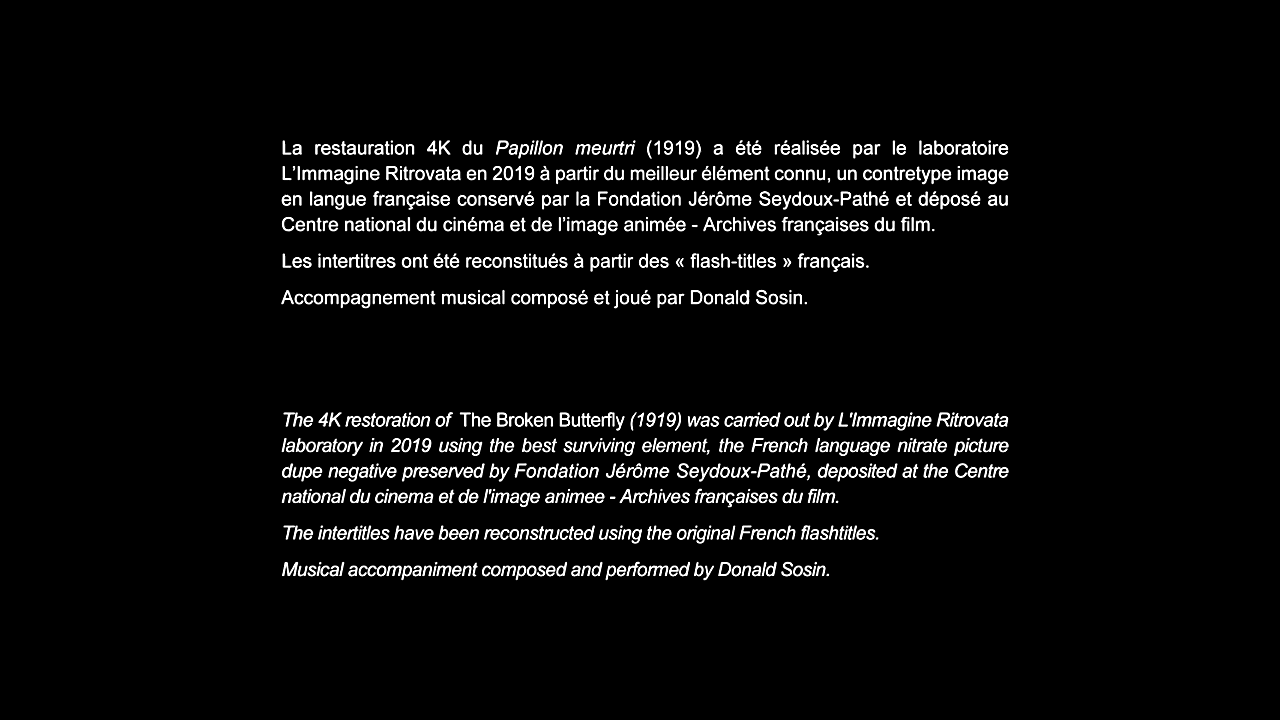 La restauration 4K du Papillon meurtri (1919) a été réalisée par le laboratoire
L’Immagine Ritrovata en 2019 à partir du meilleur élément connu, un contretype image
en langue française conservé par la Fondation Jérôme Seydoux-Pathé et déposé au
Centre national du cinéma et de l’image animée - Archives françaises du film.
Les intertitres ont été reconstitués à partir des « flash-titles » français.
Accompagnement musical composé et joué par Donald Sosin.
The 4K restoration of The Broken Butterfly (1919) was carried out by L'Immagine Ritrovata
laboratory in 2019 using the best surviving element, the French language nitrate picture
dupe negative preserved by Fondation Jérôme Seydoux-Pathé, deposited at the Centre
national du cinema et de l'image animee - Archives françaises du film.
The intertitles have been reconstructed using the original French flashtitles.
Musical accompaniment composed and performed by Donald Sosin.